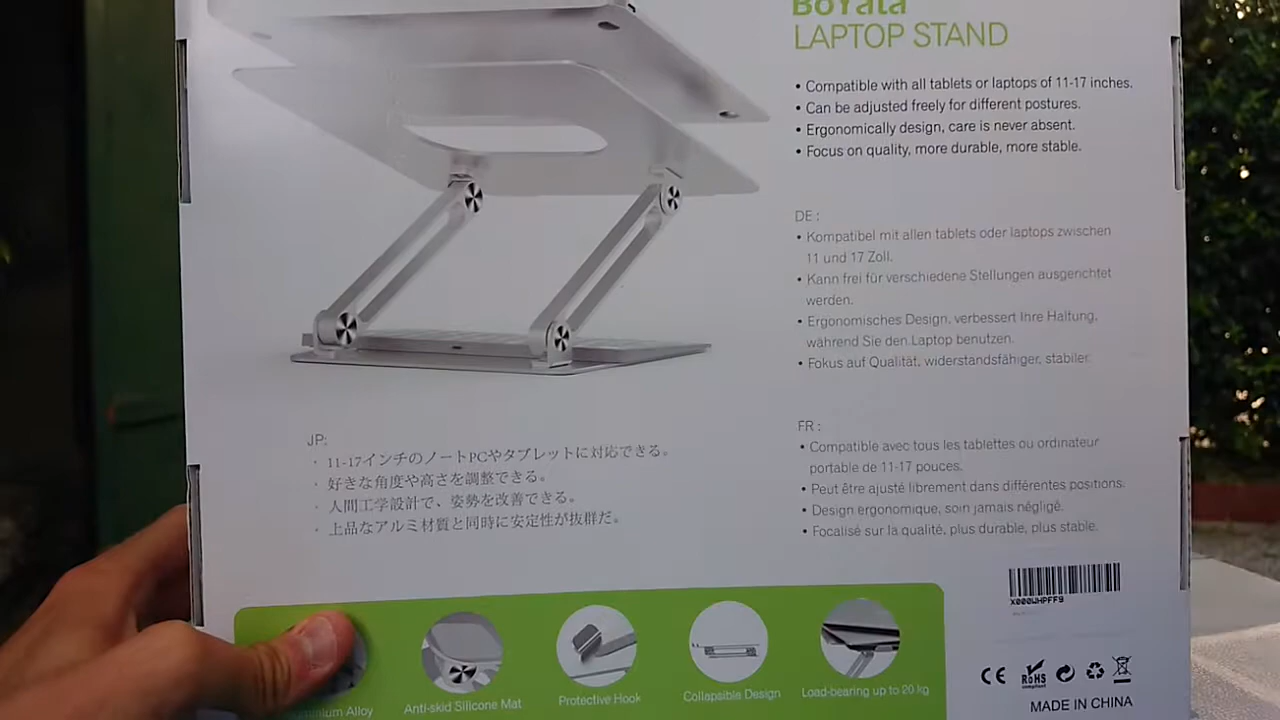 BoYata
LAPTOP STAND
• Compatible with all tablets or laptops of 11-17 inches.
• Can be adjusted freely for different postures.
• Ergonomically design, care is never absent.
• Focus on quality, more durable, more stable.
DE :
• Kompatibel mit allen tablets oder laptops zwischen
11 und 17 Zoll.
• Kann frei für verschiedene Stellungen ausgerichtet
werden.
• Ergonomisches Design, verbessert Ihre Haltung,
während Sie den Laptop benutzen.
• Fokus auf Qualität, widerstandsfähiger, stabiler
JP:
· 11-17インチのノートPCやタブレットに対応できる。
· 好きな角度や高さを調整できる。
· 人間工学設計で、姿勢を改善できる。
· 上品なアルミ材質と同時に安定性が抜群だ。
FR :
• Compatible avec tous les tablettes ou ordinateur
portable de 11-17 pouces.
• Peut être ajusté librement dans différentes positions.
• Design ergonomique, soin jamais négligé.
• Focalisé sur la qualité, plus durable, plus stable.
X000WHPFF9
Alloy
Anti-skid Silicone Mat
Protective Hook
Collapsible Design
Load-bearing up to 20 kg
CE
RoHS
compliant
MADE IN CHINA